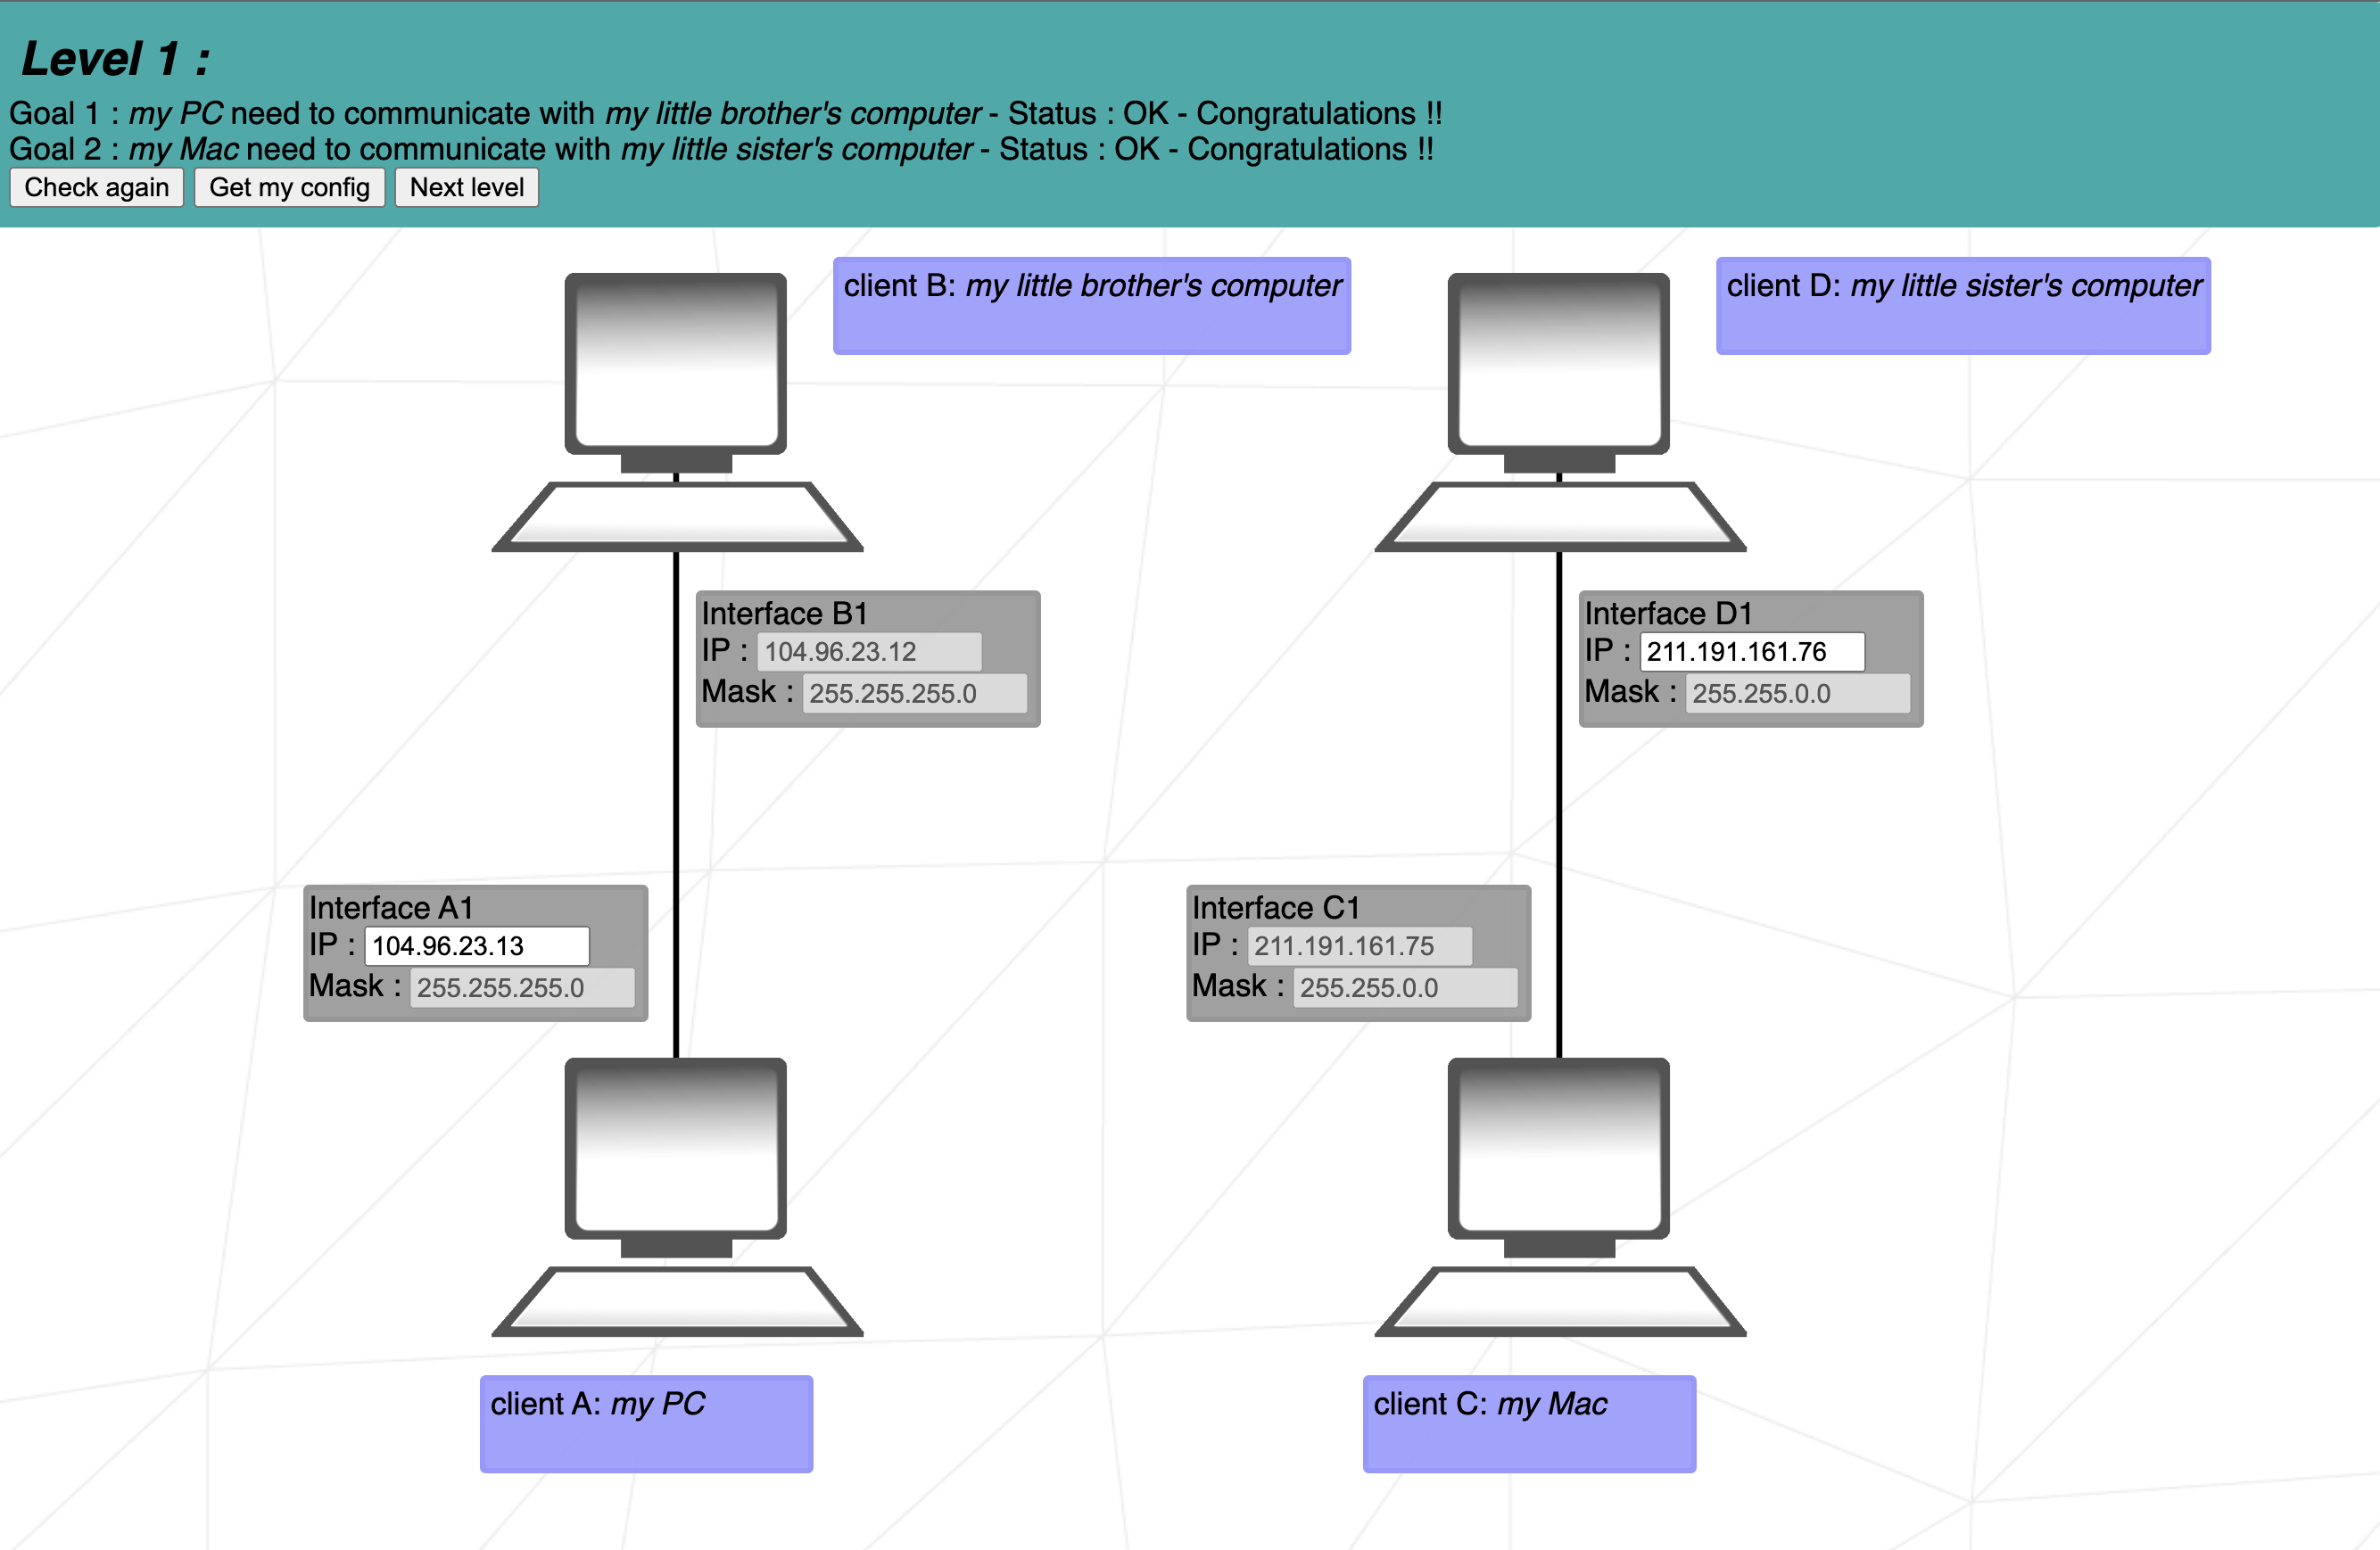 Level 1 :
Goal 1 : my PC need to communicate with my little brother's computer - Status : OK - Congratulations !!
Goal 2 : my Mac need to communicate with my little sister's computer - Status : OK - Congratulations !!
Check again Get my config Next level
client B: my little brother's computer
client D: my little sister's computer
Interface B1
IP : 104.96.23.12
Mask : 255.255.255.0
Interface D1
IP : 211.191.161.76
Mask : 255.255.0.0
Interface A1
IP : 104.96.23.13
Mask : 255.255.255.0
Interface C1
IP : 211.191.161.75
Mask : 255.255.0.0
client A: my PC
client C: my Mac